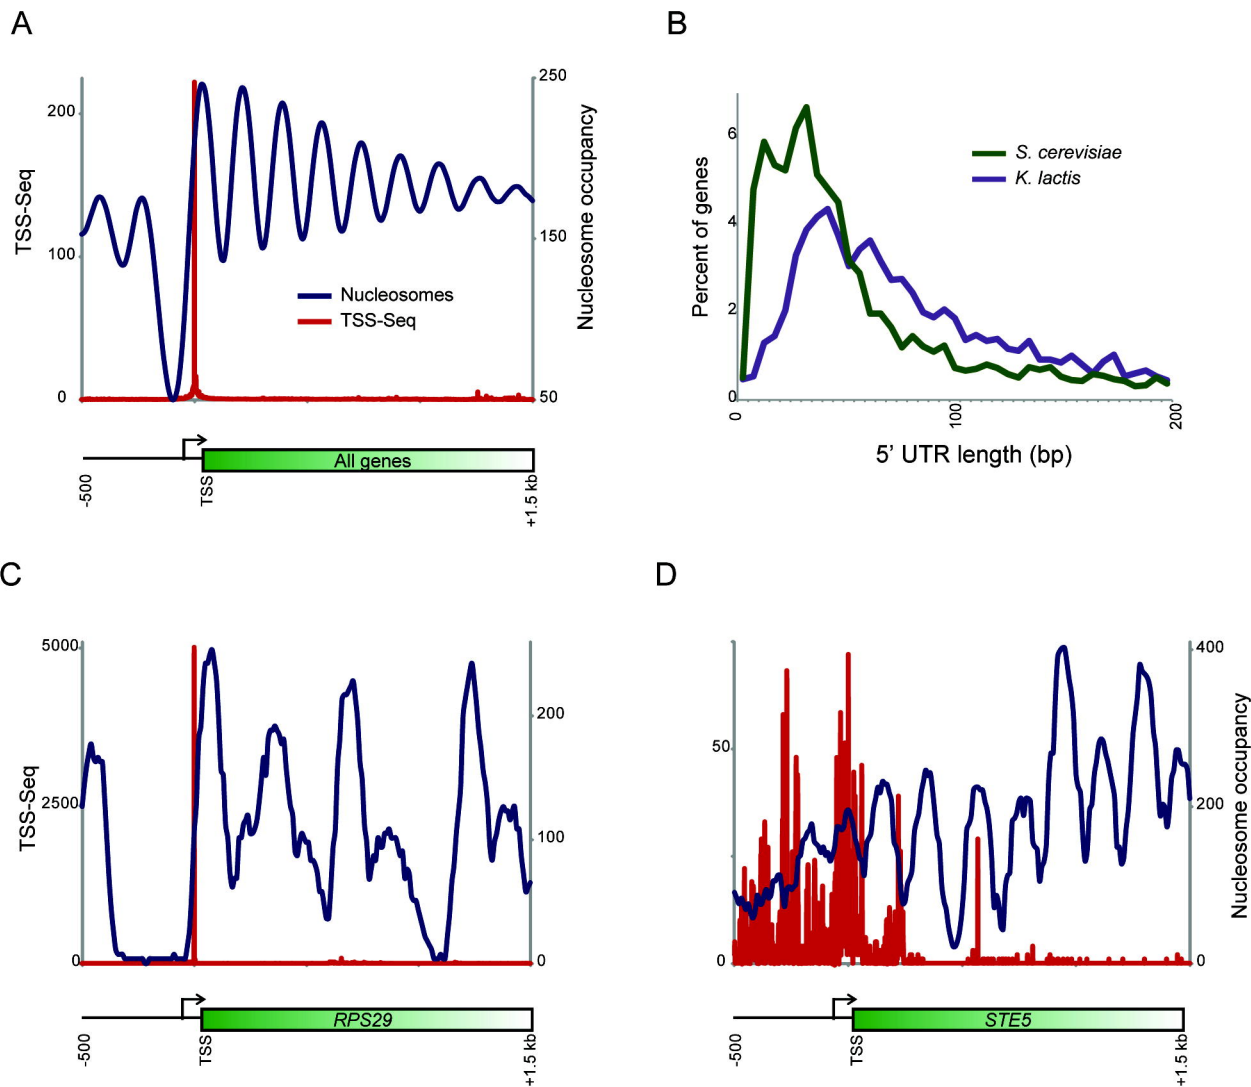 A
TSS-Seq
200
100
0
250
150
50
Nucleosome occupancy
Nucleosomes
TSS-Seq
All genes
-500
TSS
+1.5 kb
B
Percent of genes
6
4
2
0
S. cerevisiae
K. lactis
0
100
200
5’ UTR length (bp)
C
TSS-Seq
5000
2500
0
200
100
0
RPS29
-500
TSS
+1.5 kb
D
50
0
400
200
0
Nucleosome occupancy
STE5
-500
TSS
+1.5 kb